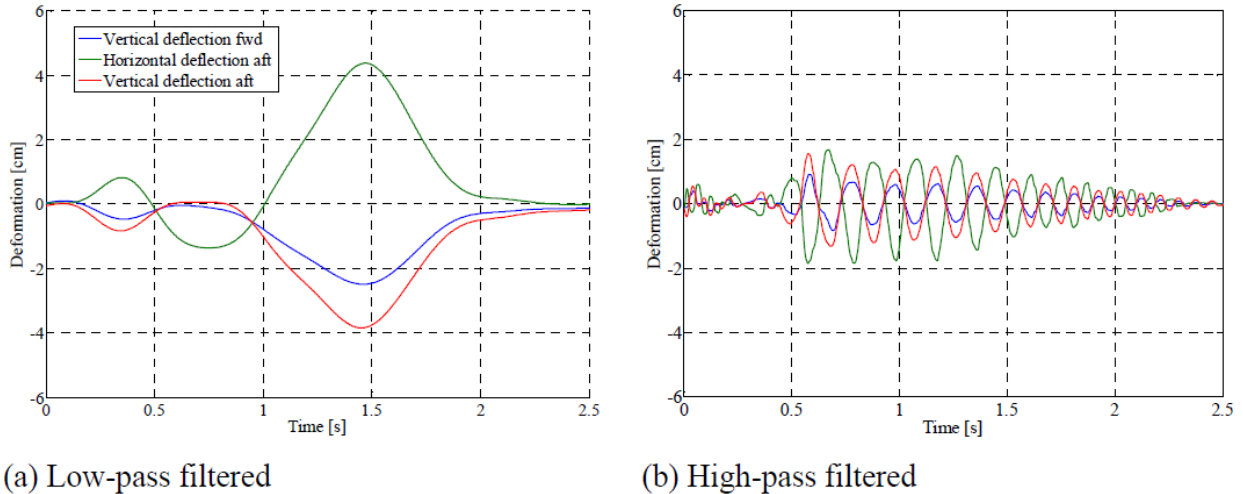 6
4
2
0
-2
-4
-6
Deformation [cm]
Vertical deflection fwd
Horizontal deflection aft
Vertical deflection aft
0
0.5
1
1.5
2
2.5
Time [s]
(a) Low-pass filtered
6
4
2
0
-2
-4
-6
Deformation [cm]
0
0.5
1
1.5
2
2.5
Time [s]
(b) High-pass filtered